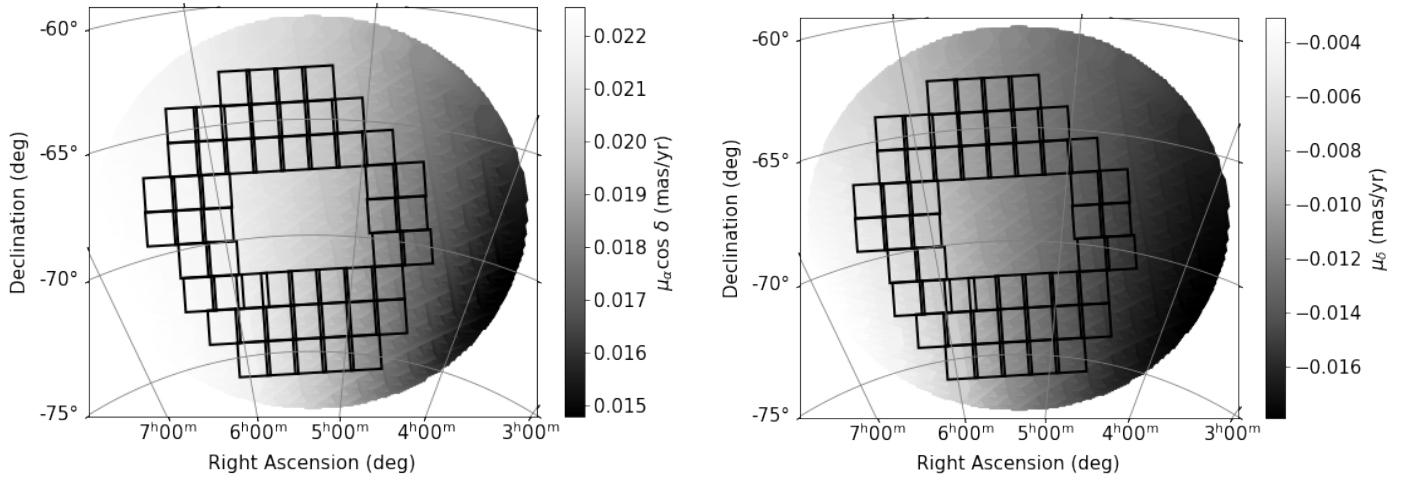 -60°
-65°
-70°
-75°
Declination (deg)
7ʰ00ᵐ 6ʰ00ᵐ 5ʰ00ᵐ 4ʰ00ᵐ 3ʰ00ᵐ
Right Ascension (deg)
0.022
0.021
0.020
0.019
0.018
0.017
0.016
0.015
μ_α cos δ (mas/yr)
-60°
-65°
-70°
-75°
Declination (deg)
7ʰ00ᵐ 6ʰ00ᵐ 5ʰ00ᵐ 4ʰ00ᵐ 3ʰ00ᵐ
Right Ascension (deg)
−0.004
−0.006
−0.008
−0.010
−0.012
−0.014
−0.016
μ_δ (mas/yr)